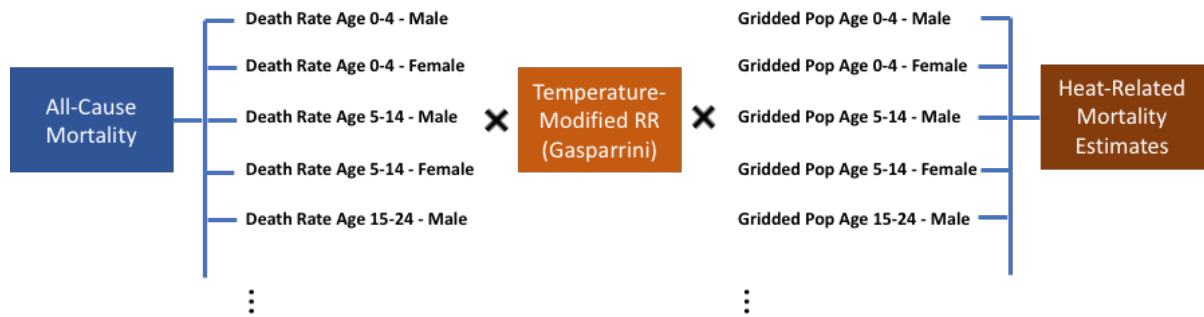 All-Cause
Mortality
Death Rate Age 0-4 - Male
Death Rate Age 0-4 - Female
Death Rate Age 5-14 - Male
Death Rate Age 5-14 - Female
Death Rate Age 15-24 - Male
⋮
×
Temperature-
Modified RR
(Gasparrini)
×
Gridded Pop Age 0-4 - Male
Gridded Pop Age 0-4 - Female
Gridded Pop Age 5-14 - Male
Gridded Pop Age 5-14 - Female
Gridded Pop Age 15-24 - Male
⋮
Heat-Related
Mortality
Estimates